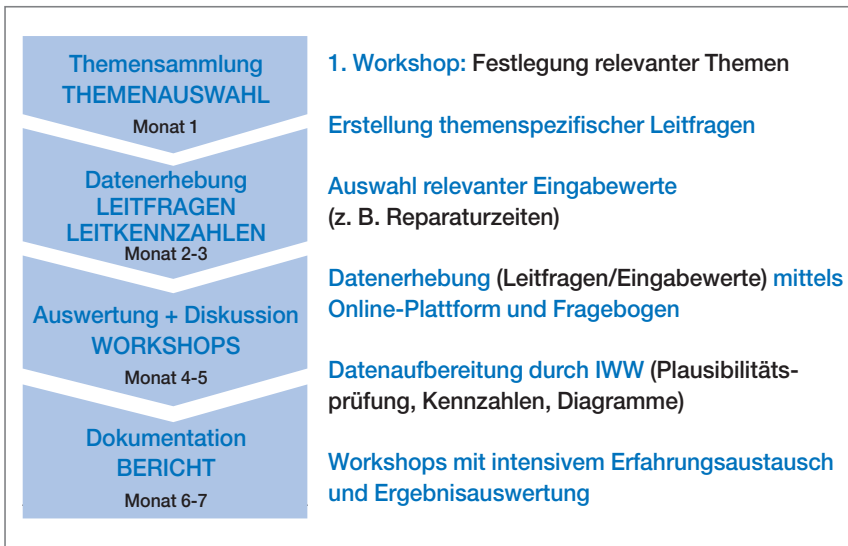 Themensammlung
THEMENAUSWAHL
Monat 1
Datenerhebung
LEITFRAGEN
LEITKENNZAHLEN
Monat 2-3
Auswertung + Diskussion
WORKSHOPS
Monat 4-5
Dokumentation
BERICHT
Monat 6-7
1. Workshop: Festlegung relevanter Themen
Erstellung themenspezifischer Leitfragen
Auswahl relevanter Eingabewerte
(z. B. Reparaturzeiten)
Datenerhebung (Leitfragen/Eingabewerte) mittels
Online-Plattform und Fragebogen
Datenaufbereitung durch IWW (Plausibilitäts-
prüfung, Kennzahlen, Diagramme)
Workshops mit intensivem Erfahrungsaustausch
und Ergebnisauswertung